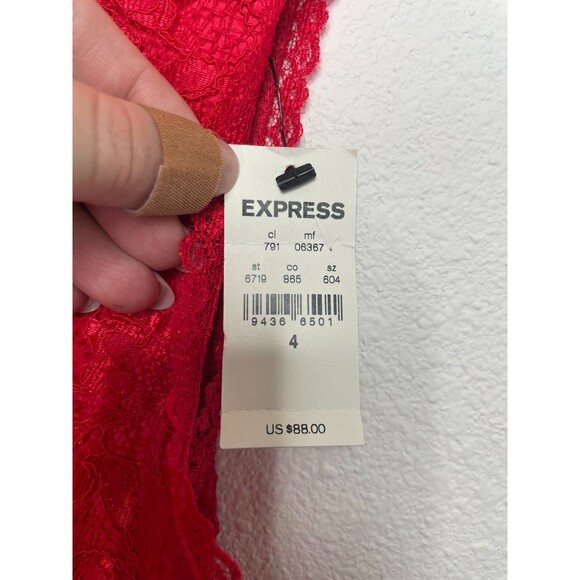 EXPRESS
cl mf
791 06367
st co sz
6719 865 604
9436 6501
4
US $88.00